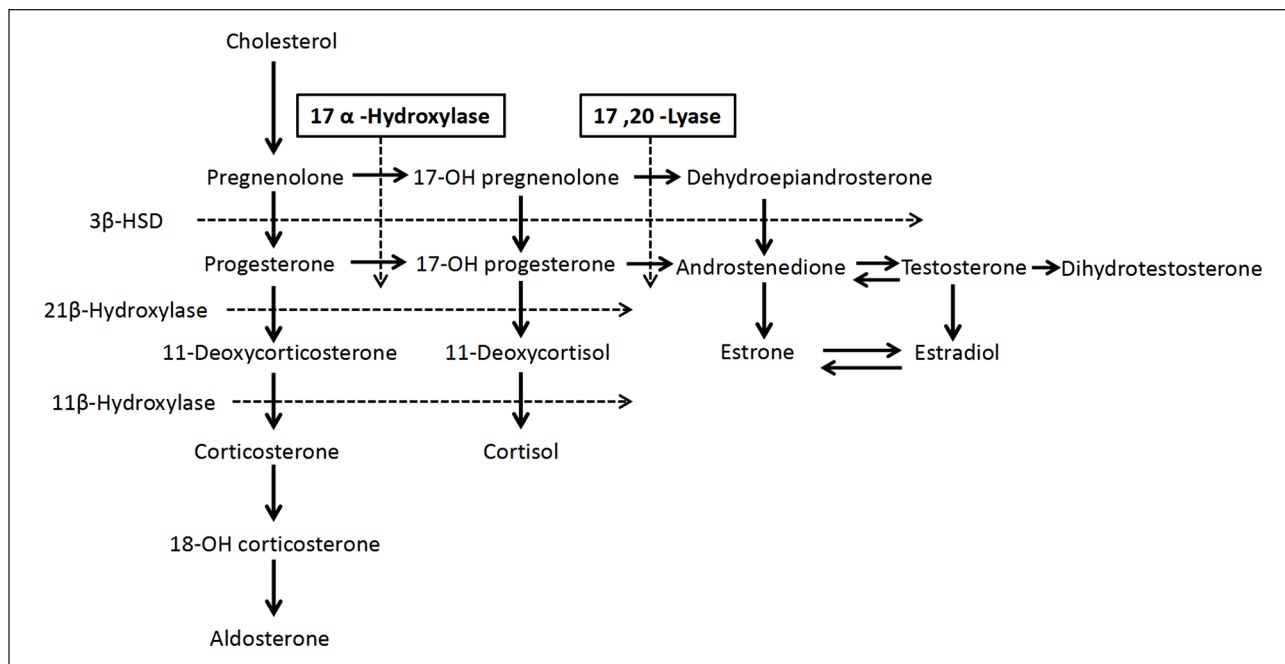 Cholesterol
17 α -Hydroxylase 17 ,20 -Lyase
Pregnenolone 17-OH pregnenolone Dehydroepiandrosterone
3β-HSD
Progesterone 17-OH progesterone Androstenedione Testosterone Dihydrotestosterone
21β-Hydroxylase
11-Deoxycorticosterone 11-Deoxycortisol Estrone Estradiol
11β-Hydroxylase
Corticosterone Cortisol
18-OH corticosterone
Aldosterone